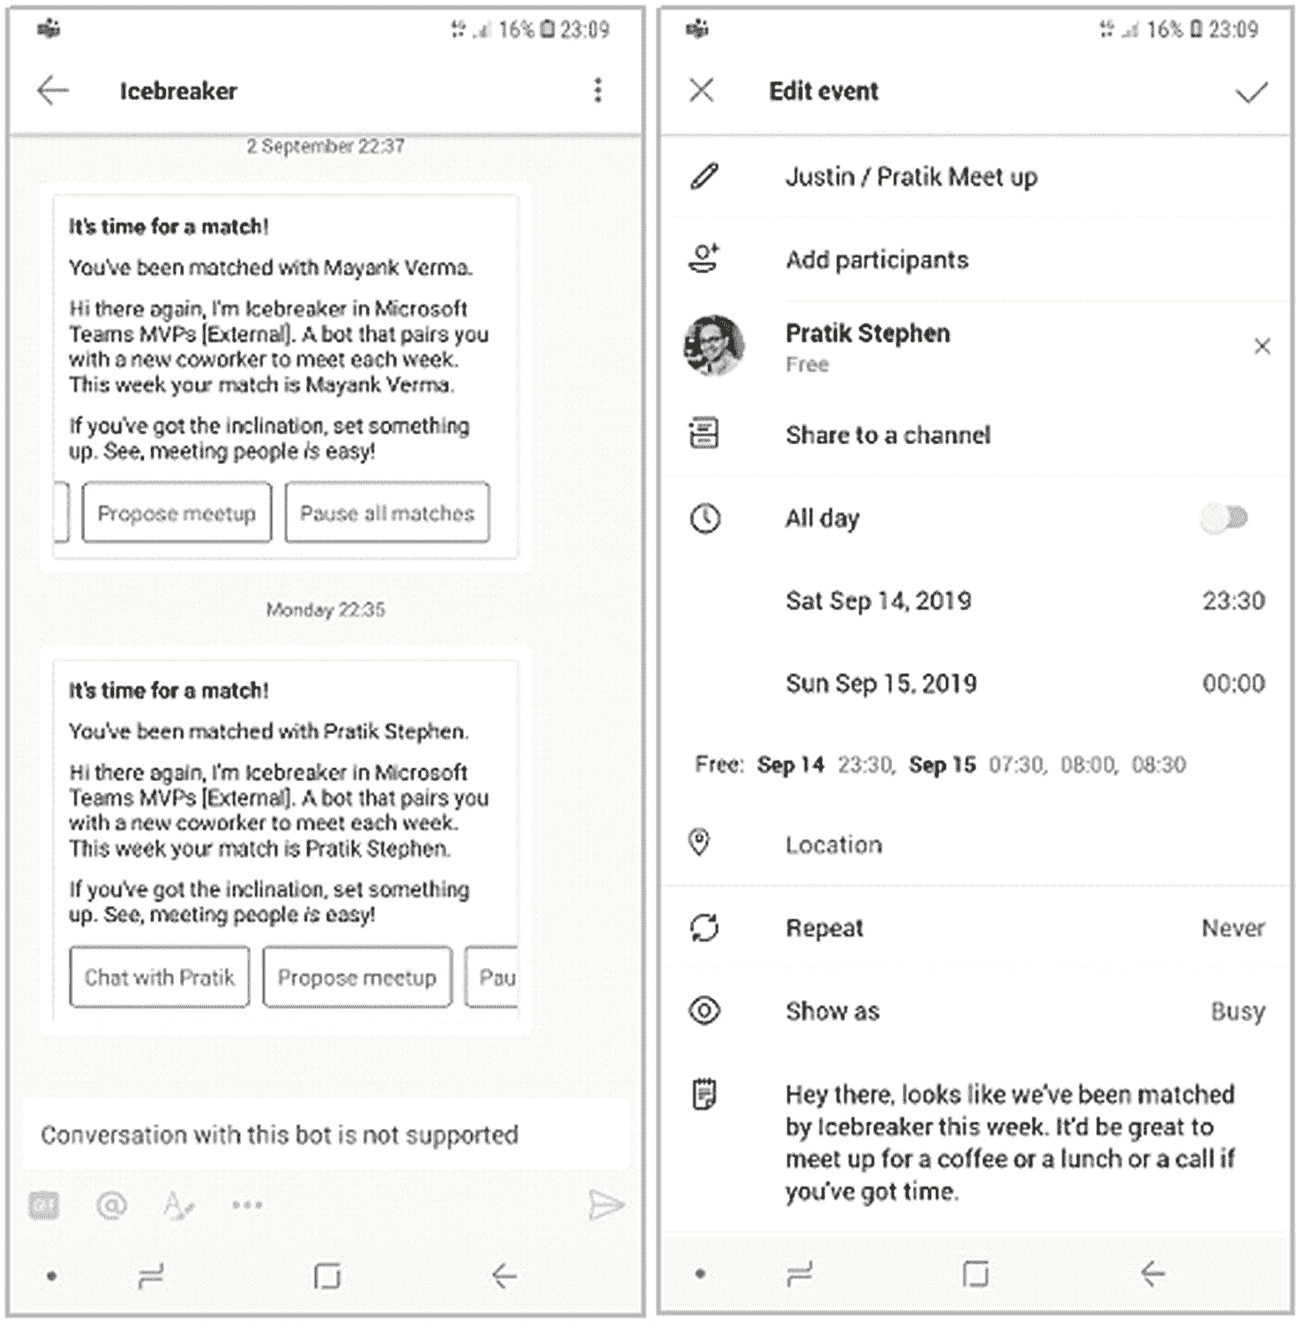 4G 16% 23:09
Icebreaker
2 September 22:37
It's time for a match!
You've been matched with Mayank Verma.
Hi there again, I'm Icebreaker in Microsoft
Teams MVPs [External]. A bot that pairs you
with a new coworker to meet each week.
This week your match is Mayank Verma.
If you've got the inclination, set something
up. See, meeting people is easy!
Propose meetup
Pause all matches
Monday 22:35
It's time for a match!
You've been matched with Pratik Stephen.
Hi there again, I'm Icebreaker in Microsoft
Teams MVPs [External]. A bot that pairs you
with a new coworker to meet each week.
This week your match is Pratik Stephen.
If you've got the inclination, set something
up. See, meeting people is easy!
Chat with Pratik
Propose meetup
Pau
Conversation with this bot is not supported
4G 16% 23:09
Edit event
Justin / Pratik Meet up
Add participants
Pratik Stephen
Free
Share to a channel
All day
Sat Sep 14, 2019 23:30
Sun Sep 15, 2019 00:00
Free: Sep 14 23:30, Sep 15 07:30, 08:00, 08:30
Location
Repeat Never
Show as Busy
Hey there, looks like we've been matched
by Icebreaker this week. It'd be great to
meet up for a coffee or a lunch or a call if
you've got time.